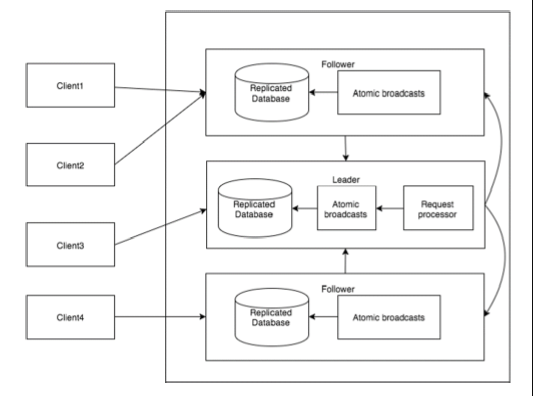 Client1
Client2
Client3
Client4
Follower
Replicated
Database
Atomic broadcasts
Leader
Replicated
Database
Atomic
broadcasts
Request
processor
Follower
Replicated
Database
Atomic broadcasts